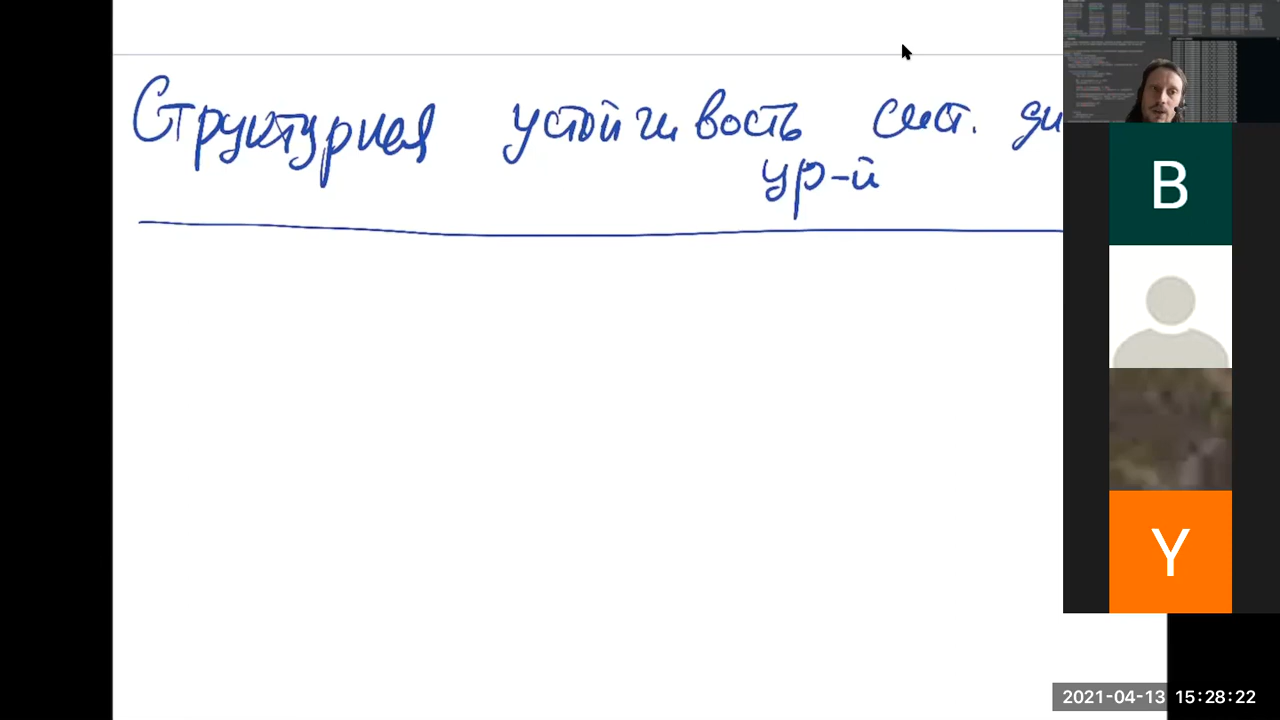 Структурная устойчивость сист. ди
ур-й
B
Y
2021-04-13 15:28:22